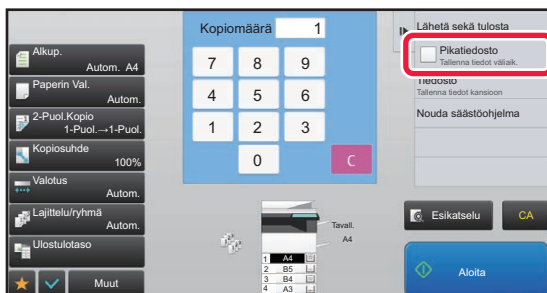 Alkup.
Autom. A4
Paperin Val.
Autom.
2-Puol.Kopio
1-Puol.→1-Puol.
Kopiosuhde
100%
Valotus
Autom.
Lajittelu/ryhmä
Autom.
Ulostulotaso
Muut
Kopiomäärä 1
7 8 9
4 5 6
1 2 3
0 C
Tavall.
A4
1 A4
2 B5
3 B4
4 A3
Lähetä sekä tulosta
Pikatiedosto
Tallenna tiedot väliaik.
Tiedosto
Tallenna tiedot kansioon
Nouda säästöohjelma
Esikatselu
CA
Aloita